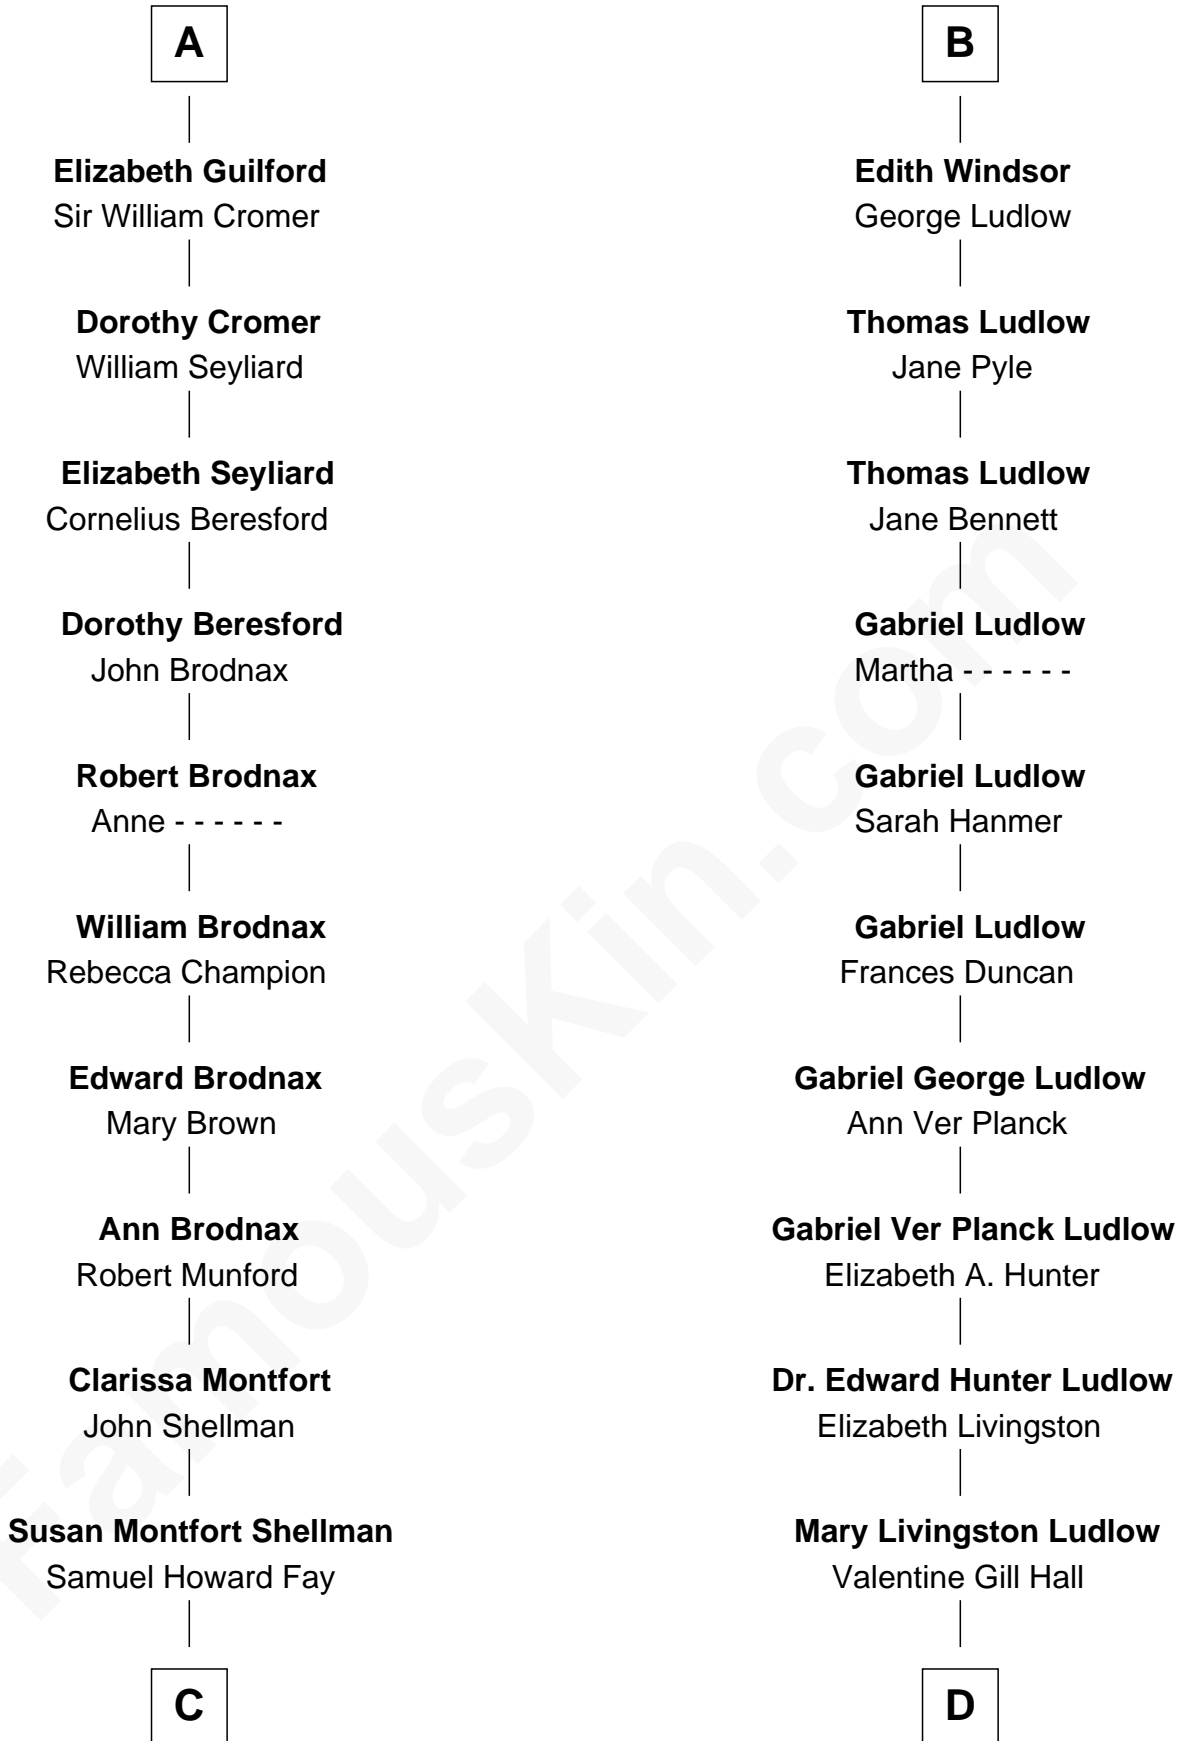 A
Elizabeth Guilford
Sir William Cromer
Dorothy Cromer
William Seyliard
Elizabeth Seyliard
Cornelius Beresford
Dorothy Beresford
John Brodnax
Robert Brodnax
Anne - - - - - -
William Brodnax
Rebecca Champion
Edward Brodnax
Mary Brown
Ann Brodnax
Robert Munford
Clarissa Montfort
John Shellman
Susan Montfort Shellman
Samuel Howard Fay
C
B
Edith Windsor
George Ludlow
Thomas Ludlow
Jane Pyle
Thomas Ludlow
Jane Bennett
Gabriel Ludlow
Martha - - - - - -
Gabriel Ludlow
Sarah Hanmer
Gabriel Ludlow
Frances Duncan
Gabriel George Ludlow
Ann Ver Planck
Gabriel Ver Planck Ludlow
Elizabeth A. Hunter
Dr. Edward Hunter Ludlow
Elizabeth Livingston
Mary Livingston Ludlow
Valentine Gill Hall
D
FamousKin.com